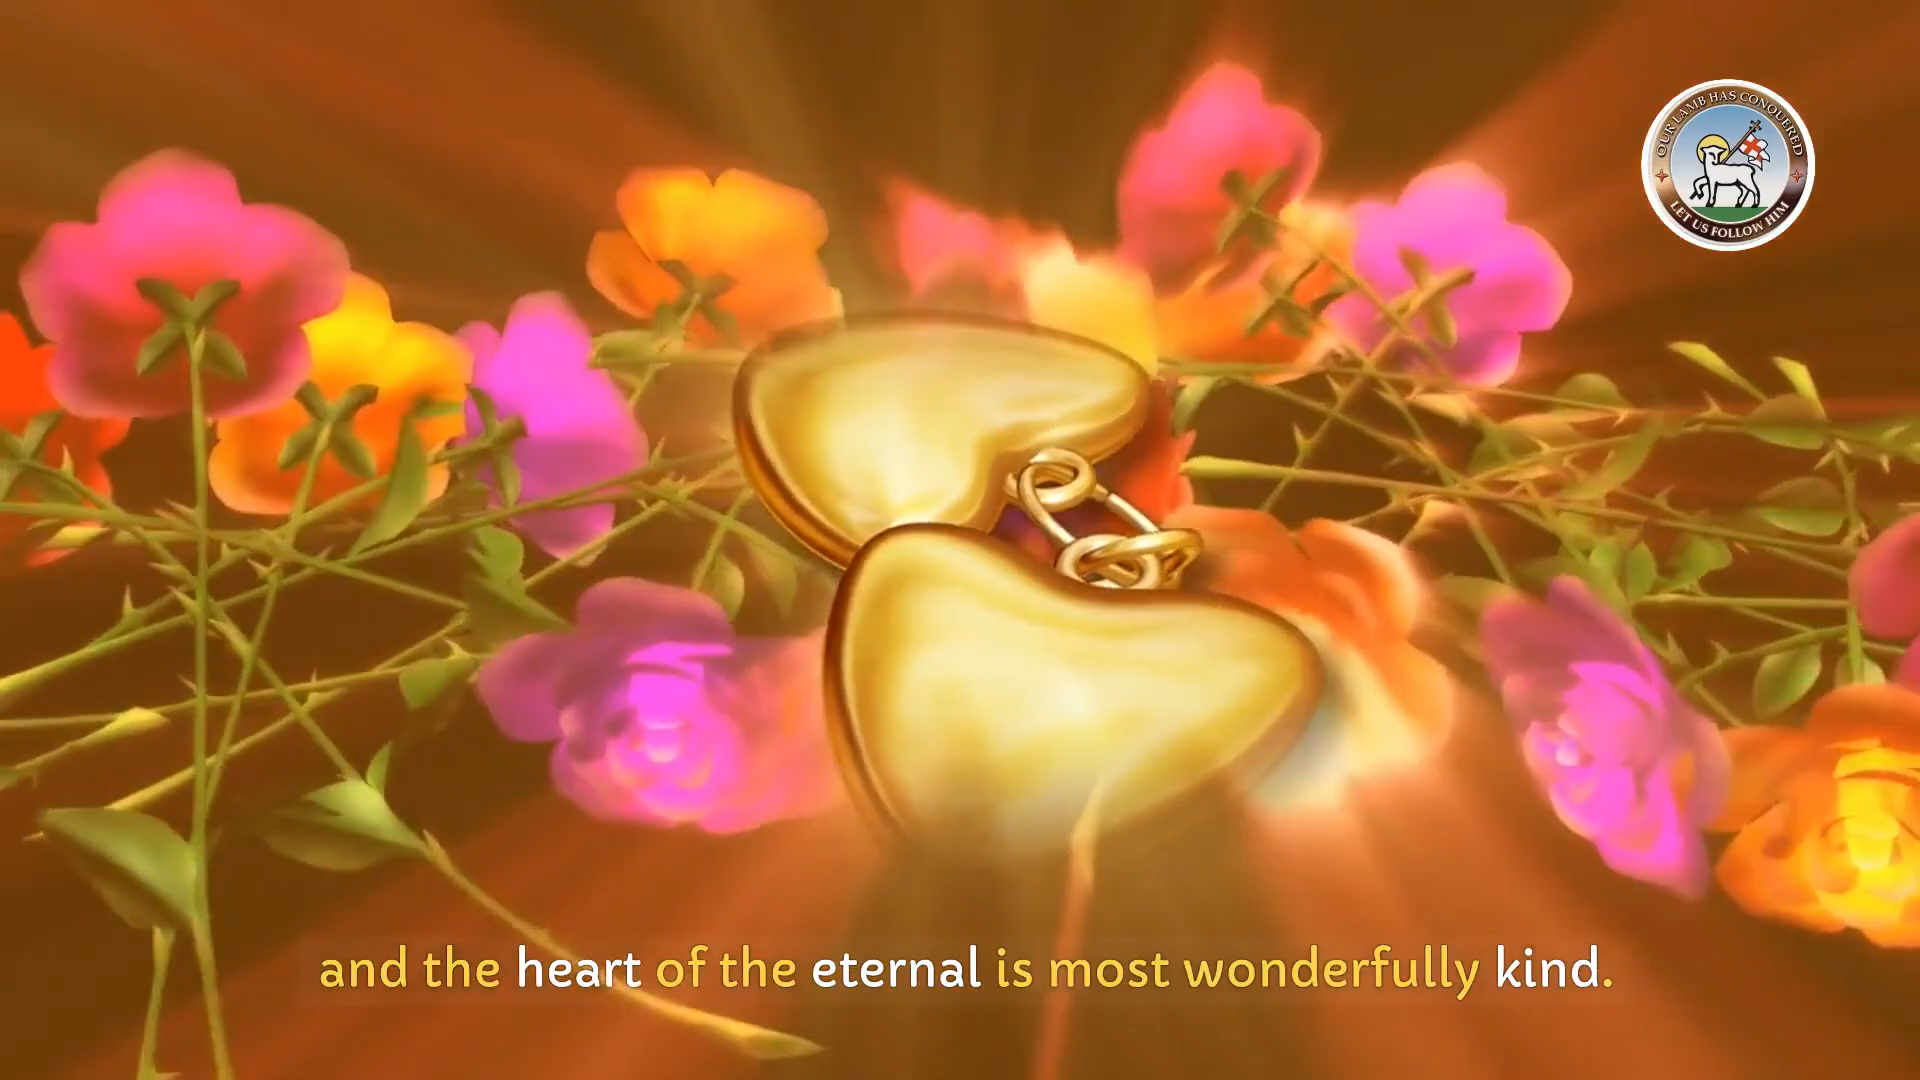 OUR LAMB HAS CONQUERED
LET US FOLLOW HIM
and the heart of the eternal is most wonderfully kind.